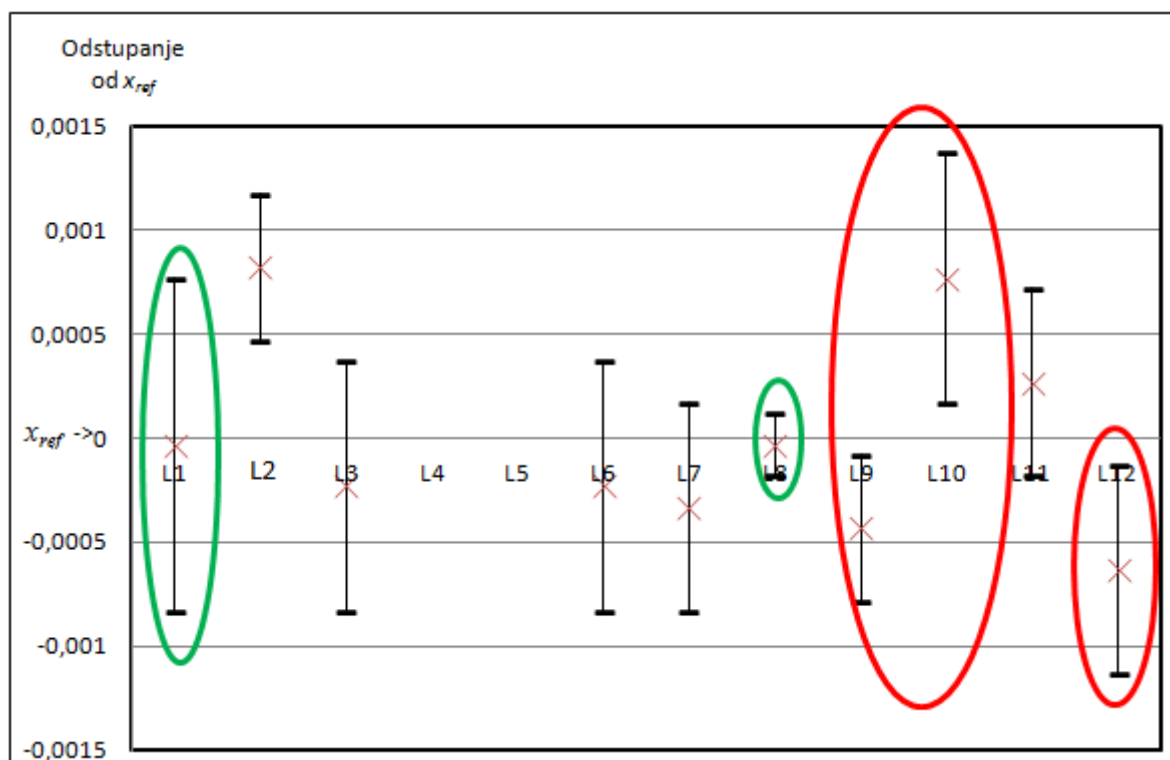 Odstupanje
od xref
0,0015
0,001
0,0005
xref ->0
L1 L2 L3 L4 L5 L6 L7 L8 L9 L10 L11 L12
-0,0005
-0,001
-0,0015